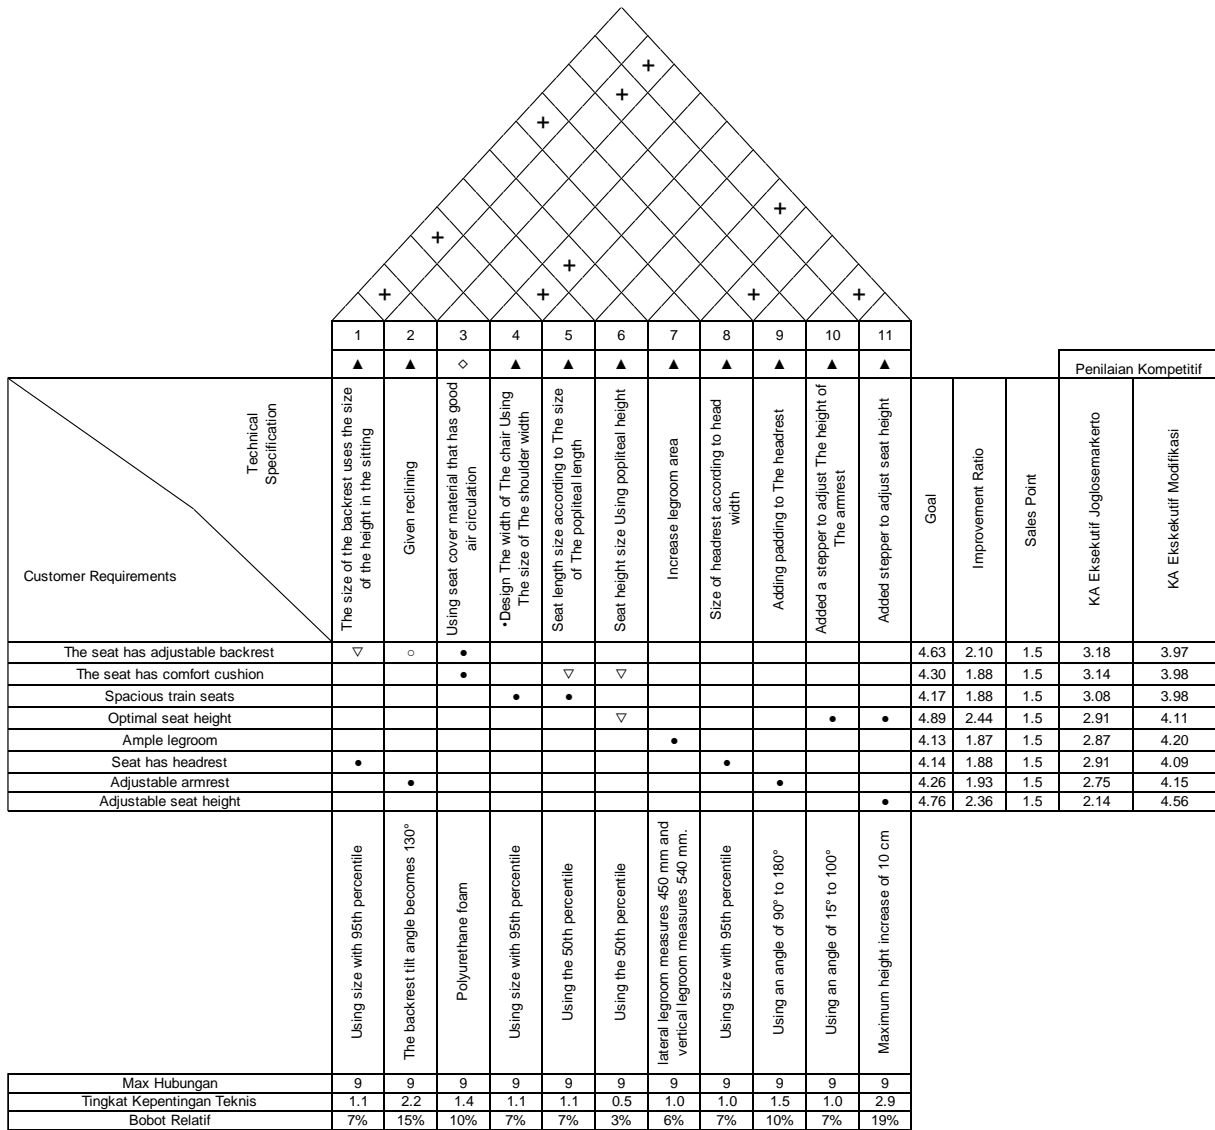 +
+
+
+
+
+
+
+ +
+ + + +
1 2 3 4 5 6 7 8 9 10 11
▲ ▲ ◇ ▲ ▲ ▲ ▲ ▲ ▲ ▲ ▲
Penilaian Kompetitif
Technical
Specification
Customer Requirements
The size of the backrest uses the size
of the height in the sitting
Given reclining
Using seat cover material that has good
air circulation
•Design The width of The chair Using
The size of The shoulder width
Seat length size according to The size
of The popliteal length
Seat height size Using popliteal height
Increase legroom area
Size of headrest according to head
width
Adding padding to The headrest
Added a stepper to adjust The height of
The armrest
Added stepper to adjust seat height
Goal
Improvement Ratio
Sales Point
KA Eksekutif Joglosemarkerto
KA Ekskekutif Modifikasi
The seat has adjustable backrest ▽ ○ ● 4.63 2.10 1.5 3.18 3.97
The seat has comfort cushion ● ▽ ▽ 4.30 1.88 1.5 3.14 3.98
Spacious train seats ● ● 4.17 1.88 1.5 3.08 3.98
Optimal seat height ▽ ● ● 4.89 2.44 1.5 2.91 4.11
Ample legroom ● 4.13 1.87 1.5 2.87 4.20
Seat has headrest ● ● 4.14 1.88 1.5 2.91 4.09
Adjustable armrest ● ● 4.26 1.93 1.5 2.75 4.15
Adjustable seat height ● 4.76 2.36 1.5 2.14 4.56
Using size with 95th percentile
The backrest tilt angle becomes 130°
Polyurethane foam
Using size with 95th percentile
Using the 50th percentile
Using the 50th percentile
lateral legroom measures 450 mm and
vertical legroom measures 540 mm.
Using size with 95th percentile
Using an angle of 90° to 180°
Using an angle of 15° to 100°
Maximum height increase of 10 cm
Max Hubungan 9 9 9 9 9 9 9 9 9 9 9
Tingkat Kepentingan Teknis 1.1 2.2 1.4 1.1 1.1 0.5 1.0 1.0 1.5 1.0 2.9
Bobot Relatif 7% 15% 10% 7% 7% 3% 6% 7% 10% 7% 19%